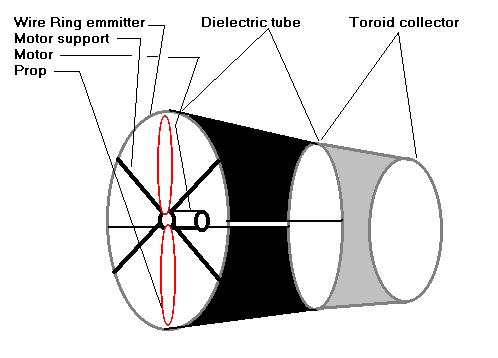 Wire Ring emmitter
Motor support
Motor
Prop
Dielectric tube
Toroid collector